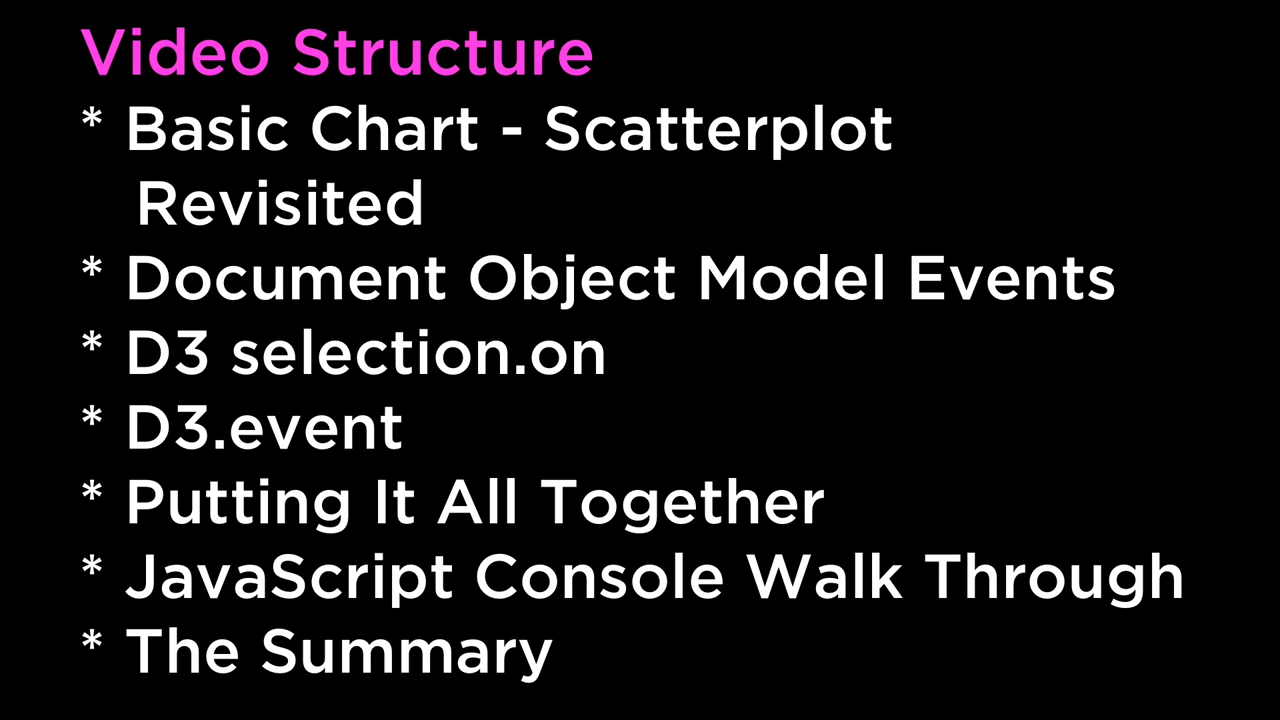 Video Structure
* Basic Chart - Scatterplot
Revisited
* Document Object Model Events
* D3 selection.on
* D3.event
* Putting It All Together
* JavaScript Console Walk Through
* The Summary